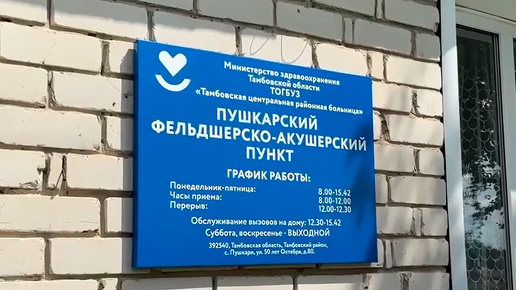 Министерство здравоохранения
Тамбовской области
ТОГБУЗ
«Тамбовская центральная районная больница»
ПУШКАРСКИЙ
ФЕЛЬДШЕРСКО-АКУШЕРСКИЙ
ПУНКТ
ГРАФИК РАБОТЫ:
Понедельник-пятница: 8.00-15.42
Часы приема: 8.00-12.00
Перерыв: 12.00-12.30
Обслуживание вызовов на дому: 12.30-15.42
Суббота, воскресенье - ВЫХОДНОЙ
392540, Тамбовская область, Тамбовский район,
с. Пушкари, ул. 50 лет Октября, д.80.